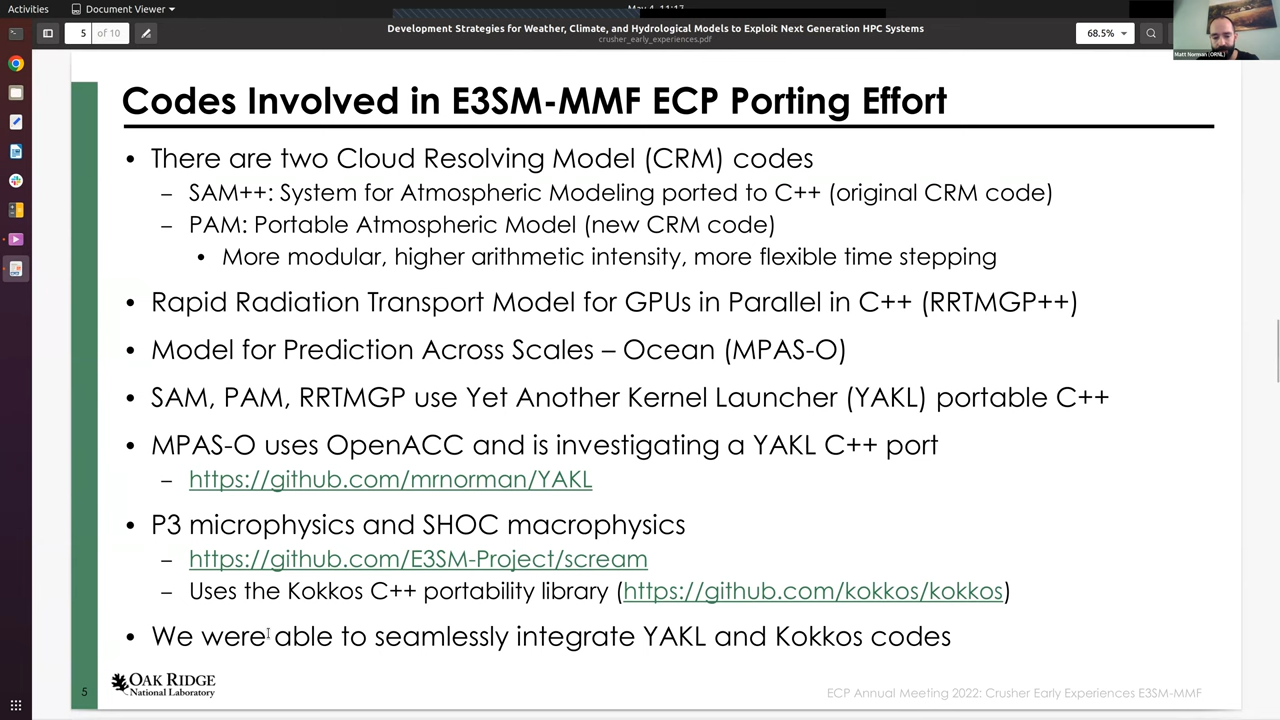 Activities
Document Viewer
May 4, 11:17
5 of 10
Development Strategies for Weather, Climate, and Hydrological Models to Exploit Next Generation HPC Systems
crusher_early_experiences.pdf
68.5%
Matt Norman (ORNL)
Codes Involved in E3SM-MMF ECP Porting Effort
• There are two Cloud Resolving Model (CRM) codes
– SAM++: System for Atmospheric Modeling ported to C++ (original CRM code)
– PAM: Portable Atmospheric Model (new CRM code)
• More modular, higher arithmetic intensity, more flexible time stepping
• Rapid Radiation Transport Model for GPUs in Parallel in C++ (RRTMGP++)
• Model for Prediction Across Scales – Ocean (MPAS-O)
• SAM, PAM, RRTMGP use Yet Another Kernel Launcher (YAKL) portable C++
• MPAS-O uses OpenACC and is investigating a YAKL C++ port
– https://github.com/mrnorman/YAKL
• P3 microphysics and SHOC macrophysics
– https://github.com/E3SM-Project/scream
– Uses the Kokkos C++ portability library (https://github.com/kokkos/kokkos)
• We were able to seamlessly integrate YAKL and Kokkos codes
5
OAK RIDGE
National Laboratory
ECP Annual Meeting 2022: Crusher Early Experiences E3SM-MMF